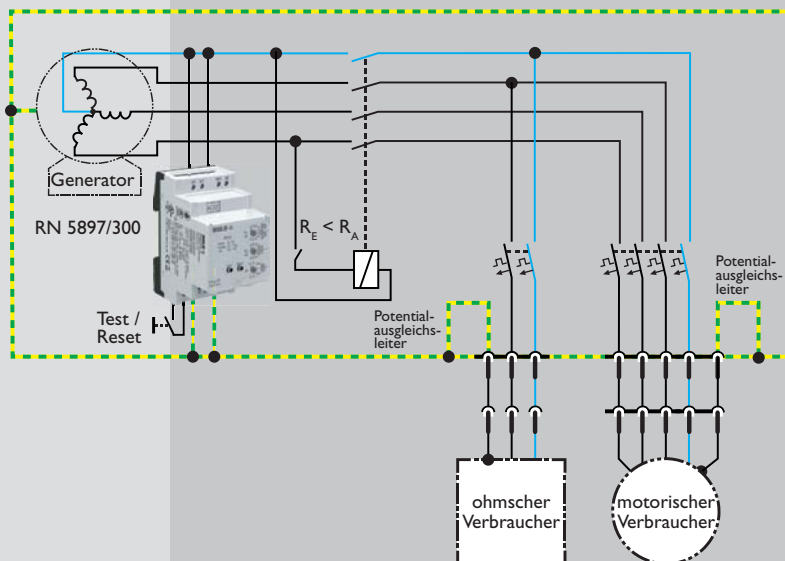 Generator
RN 5897/300
R_E < R_A
Test /
Reset
Potential-
ausgleichs-
leiter
Potential-
ausgleichs-
leiter
ohmscher
Verbraucher
motorischer
Verbraucher